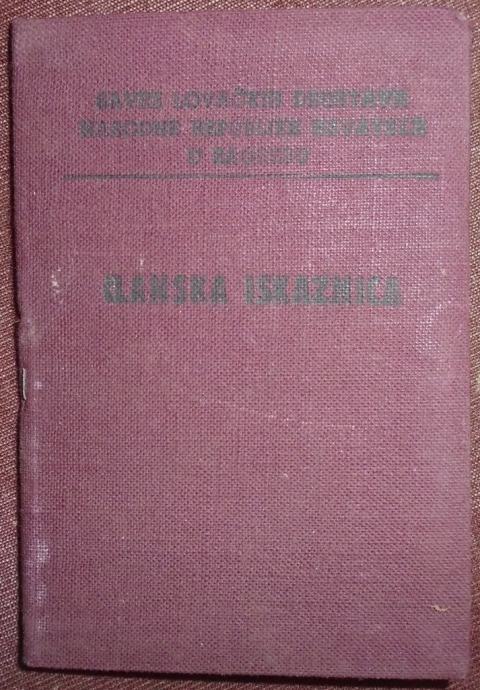 SAVEZ LOVAČKIH DRUŠTAVA
NARODNE REPUBLIKE HRVATSKE
U ZAGREBU
ČLANSKA ISKAZNICA